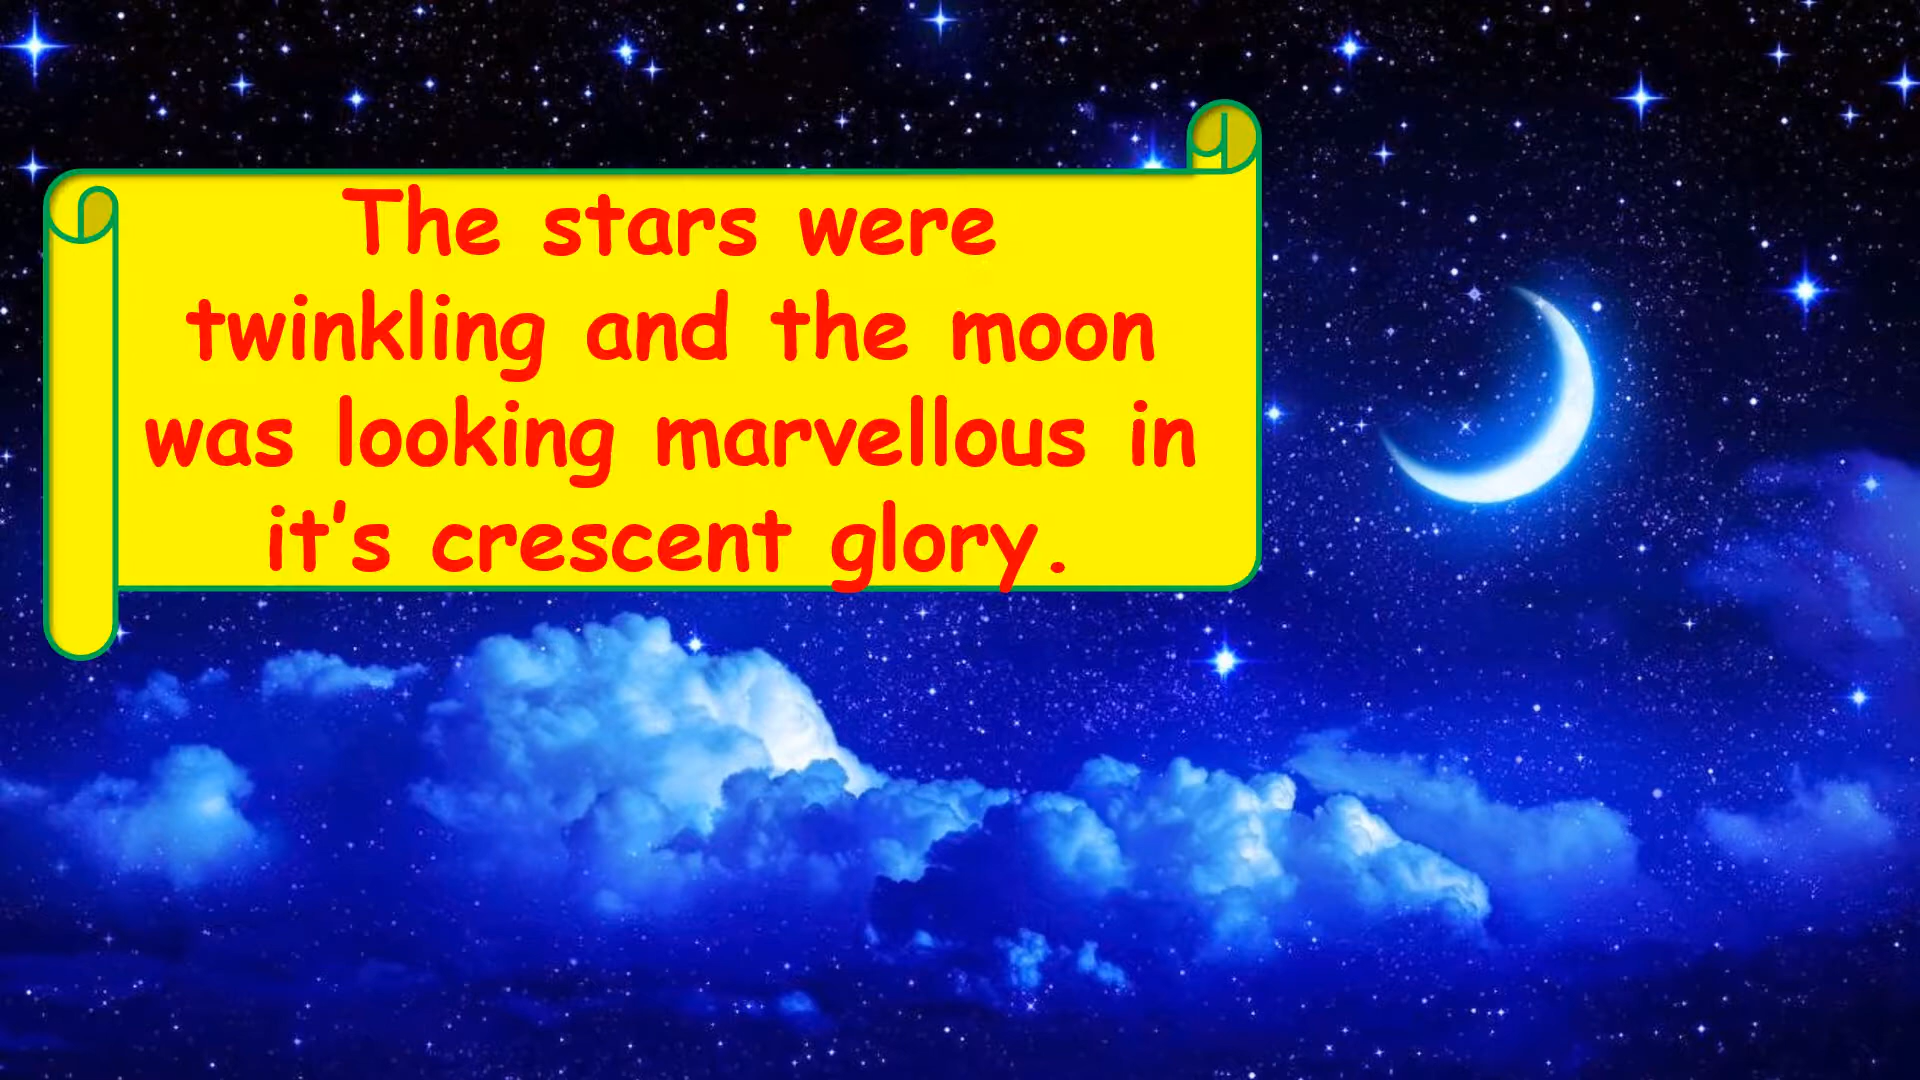 The stars were
twinkling and the moon
was looking marvellous in
it’s crescent glory.